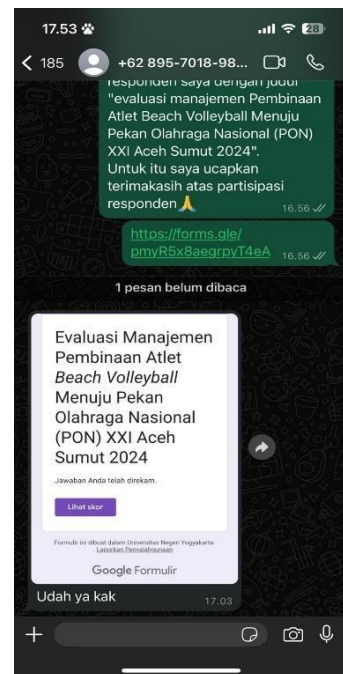 17.53
28
185
+62 895-7018-98...
responden saya dengan judul
"evaluasi manajemen Pembinaan
Atlet Beach Volleyball Menuju
Pekan Olahraga Nasional (PON)
XXI Aceh Sumut 2024".
Untuk itu saya ucapkan
terimakasih atas partisipasi
responden🙏
16.56
https://forms.gle/
pmyR5x8aegrpyT4eA 16.56
1 pesan belum dibaca
Evaluasi Manajemen
Pembinaan Atlet
Beach Volleyball
Menuju Pekan
Olahraga Nasional
(PON) XXI Aceh
Sumut 2024
Jawaban Anda telah direkam.
Lihat skor
Formulir ini dibuat dalam Universitas Negeri Yogyakarta.
Laporkan Penyalahgunaan
Google Formulir
Udah ya kak
17.03